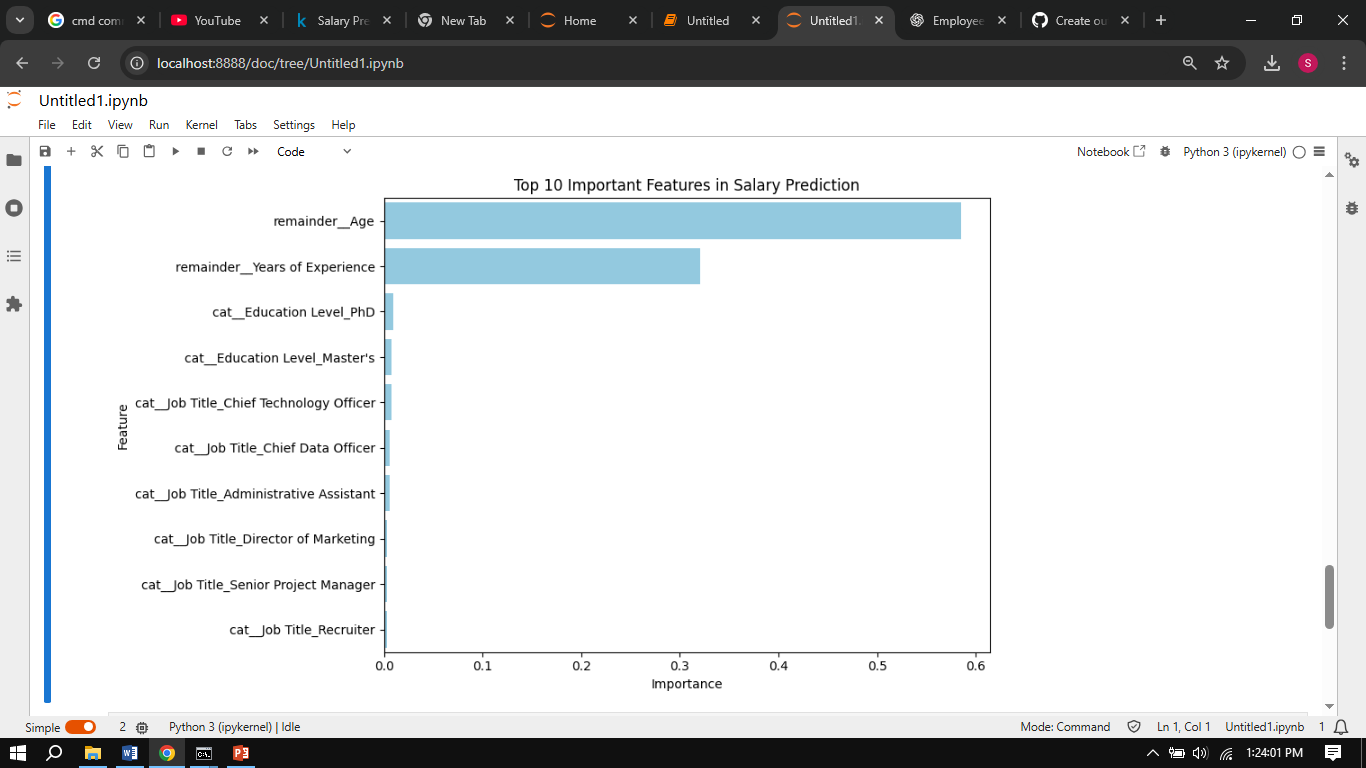 cmd com
YouTube
Salary Pre
New Tab
Home
Untitled
Untitled1.
Employee
Create ou
localhost:8888/doc/tree/Untitled1.ipynb
S
Untitled1.ipynb
File Edit View Run Kernel Tabs Settings Help
Code
Notebook
Python 3 (ipykernel)
Top 10 Important Features in Salary Prediction
remainder__Age
remainder__Years of Experience
cat__Education Level_PhD
cat__Education Level_Master's
cat__Job Title_Chief Technology Officer
cat__Job Title_Chief Data Officer
cat__Job Title_Administrative Assistant
cat__Job Title_Director of Marketing
cat__Job Title_Senior Project Manager
cat__Job Title_Recruiter
Feature
0.0 0.1 0.2 0.3 0.4 0.5 0.6
Importance
Simple 2 Python 3 (ipykernel) | Idle Mode: Command Ln 1, Col 1 Untitled1.ipynb 1
1:24:01 PM